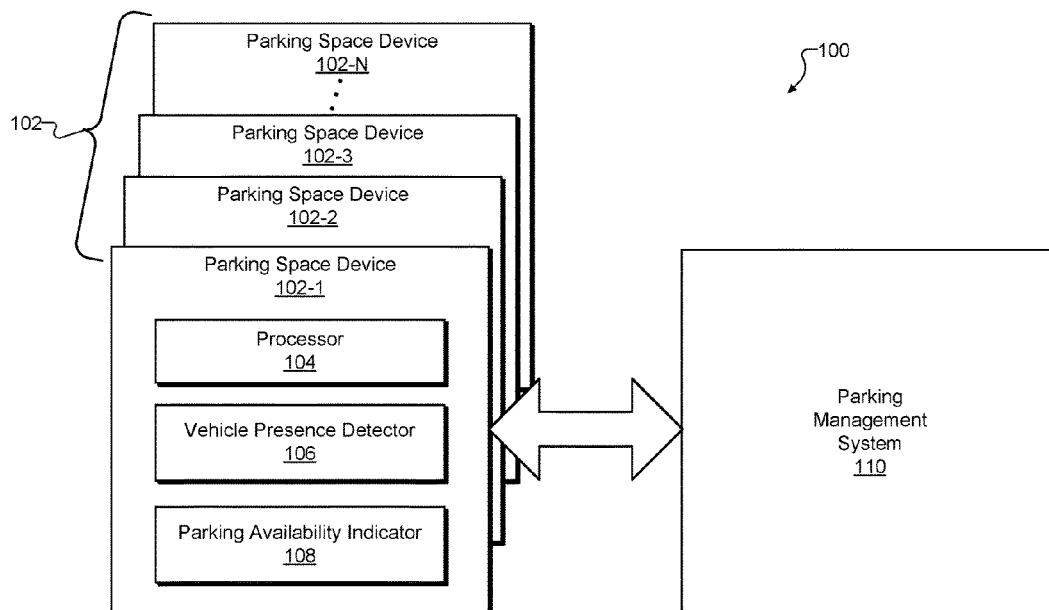 Parking Space Device
102-N
100
102
Parking Space Device
102-3
Parking Space Device
102-2
Parking Space Device
102-1
Processor
104
Vehicle Presence Detector
106
Parking Availability Indicator
108
Parking
Management
System
110